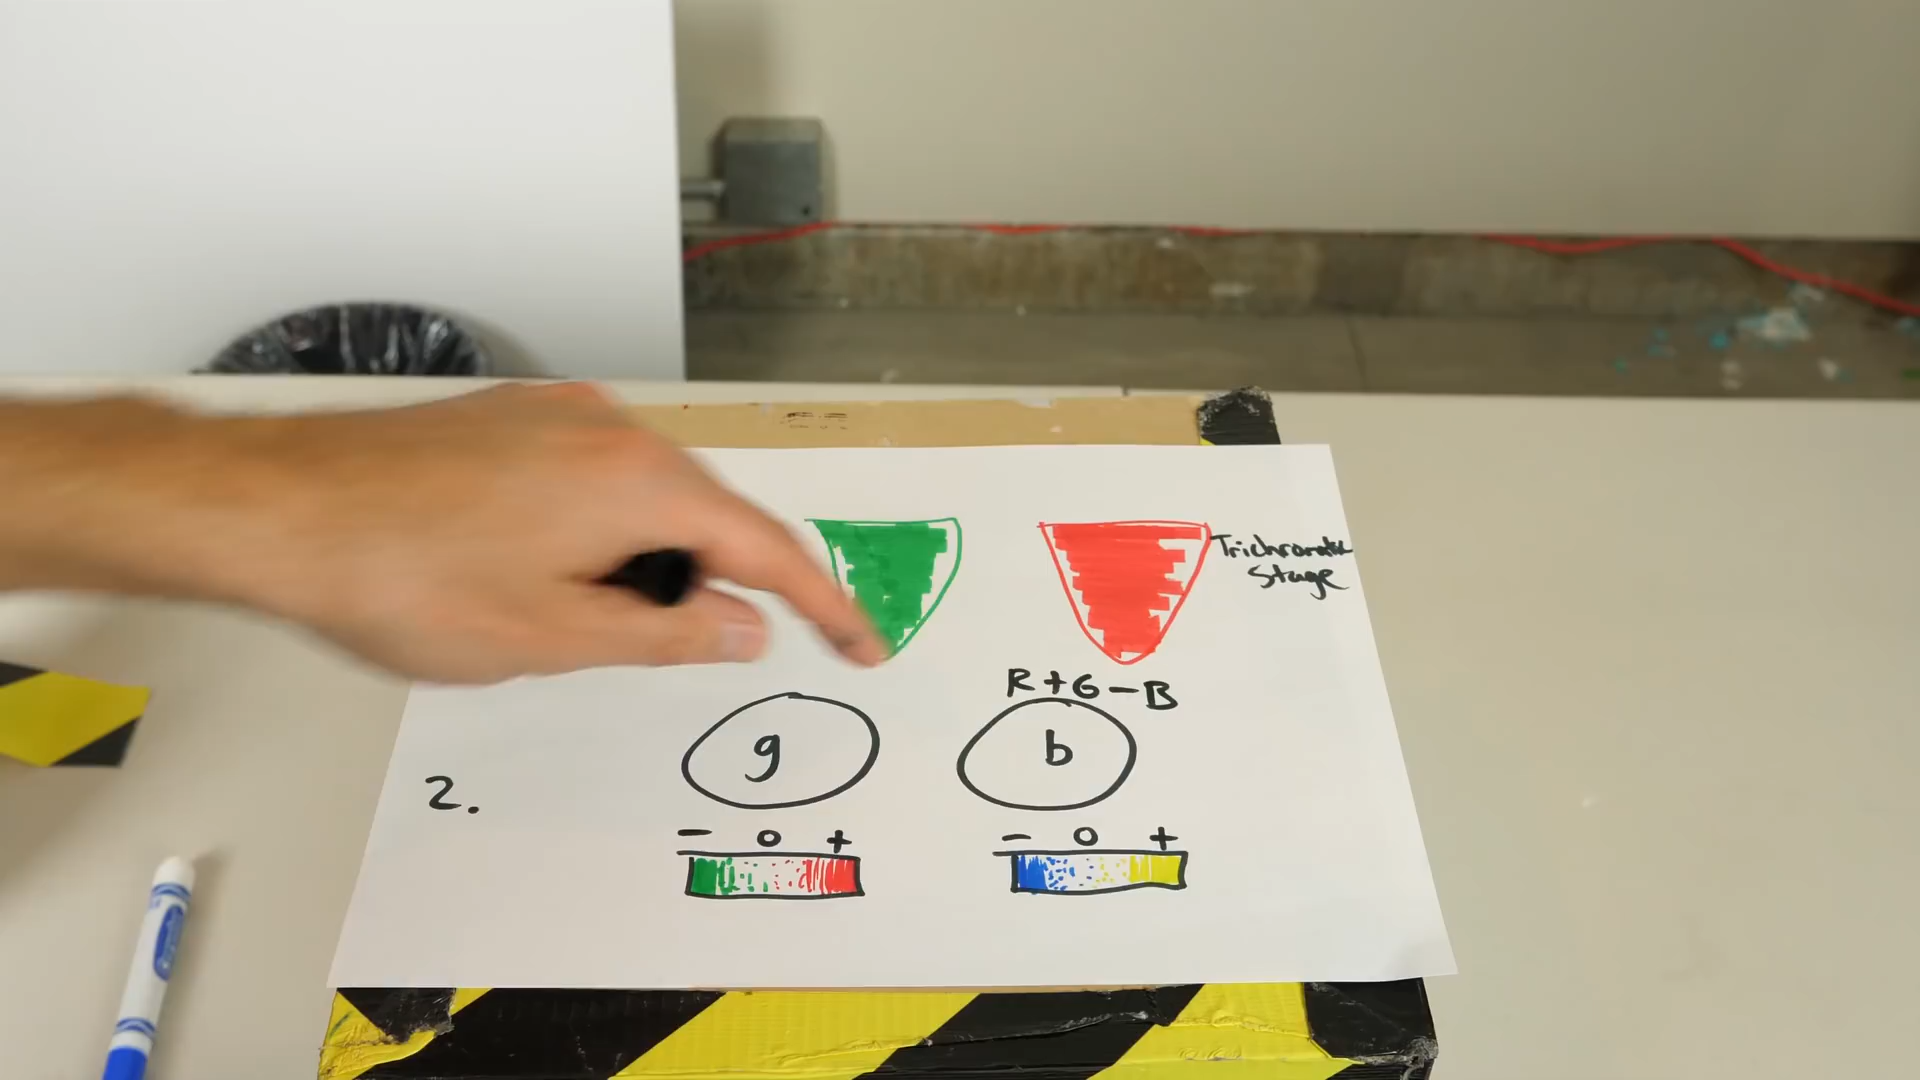 Trichromatic
Stage
R+G-B
g b
2.
- 0 + - 0 +